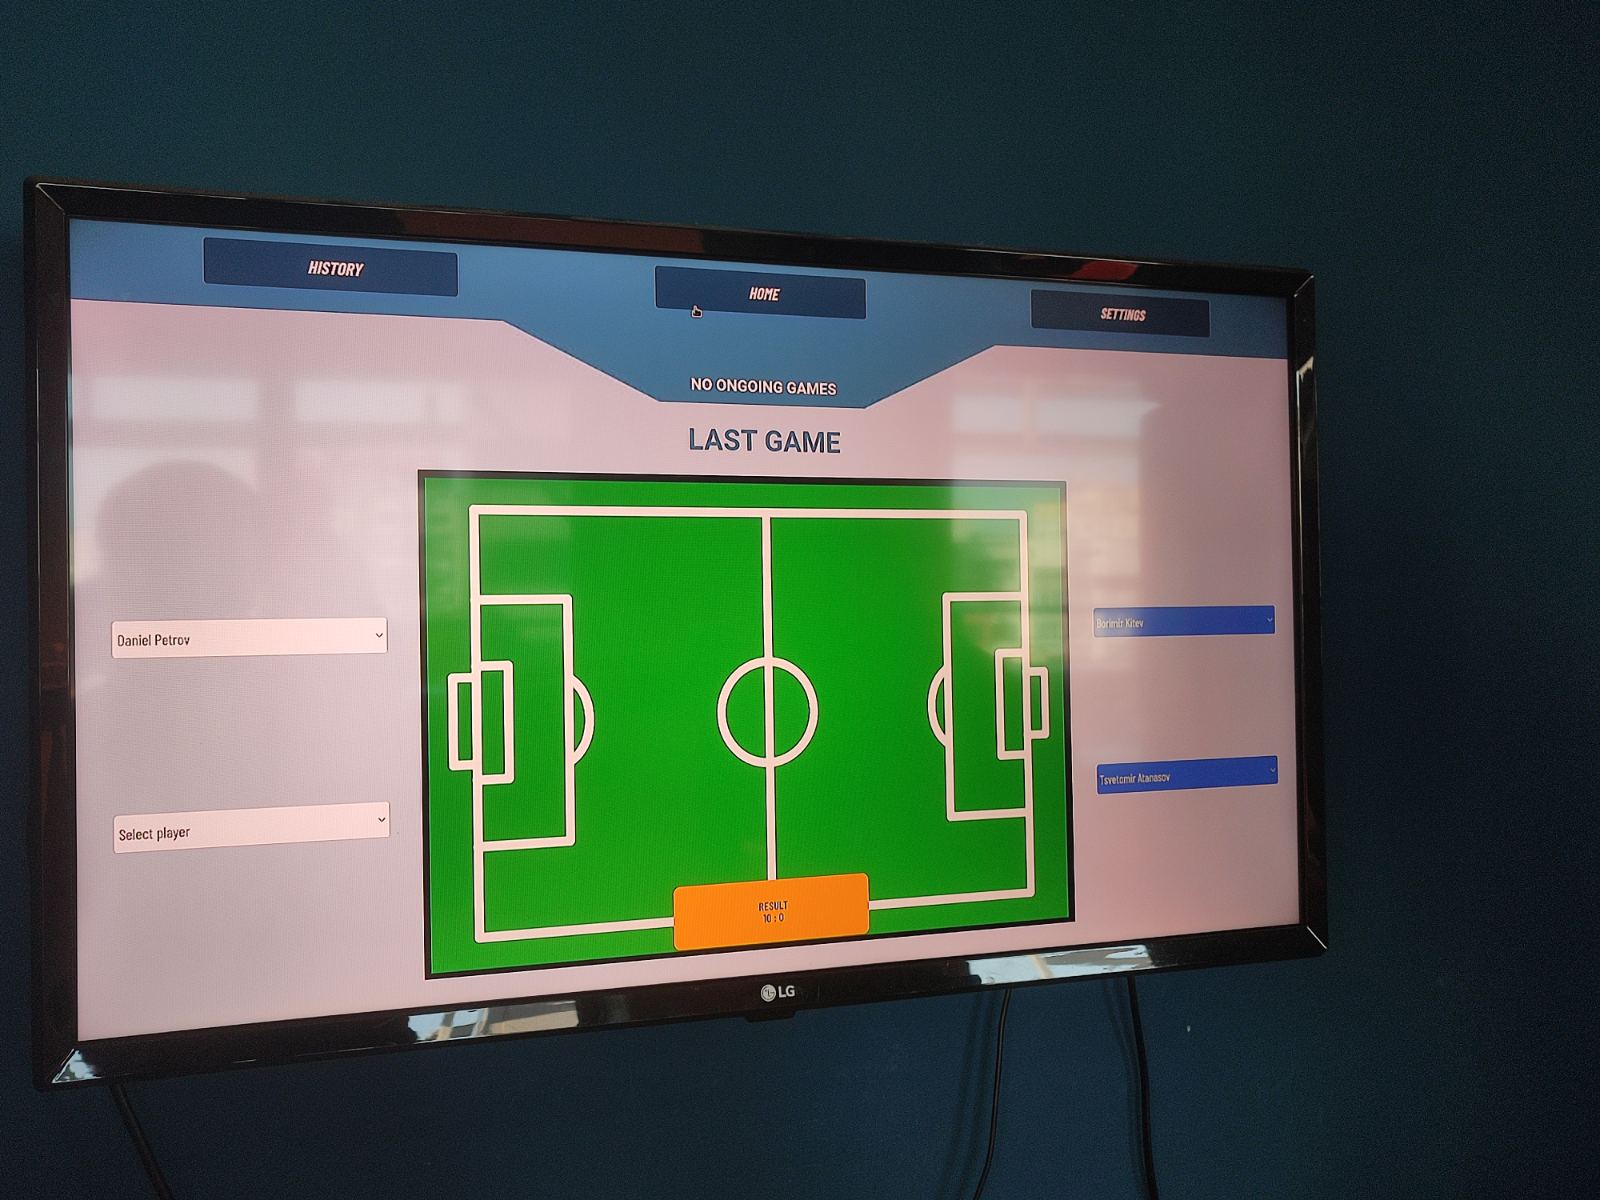 HISTORY
HOME
SETTINGS
NO ONGOING GAMES
LAST GAME
Daniel Petrov
Borimir Kitev
Select player
Tsvetomir Atanasov
RESULT
10 : 0
LG